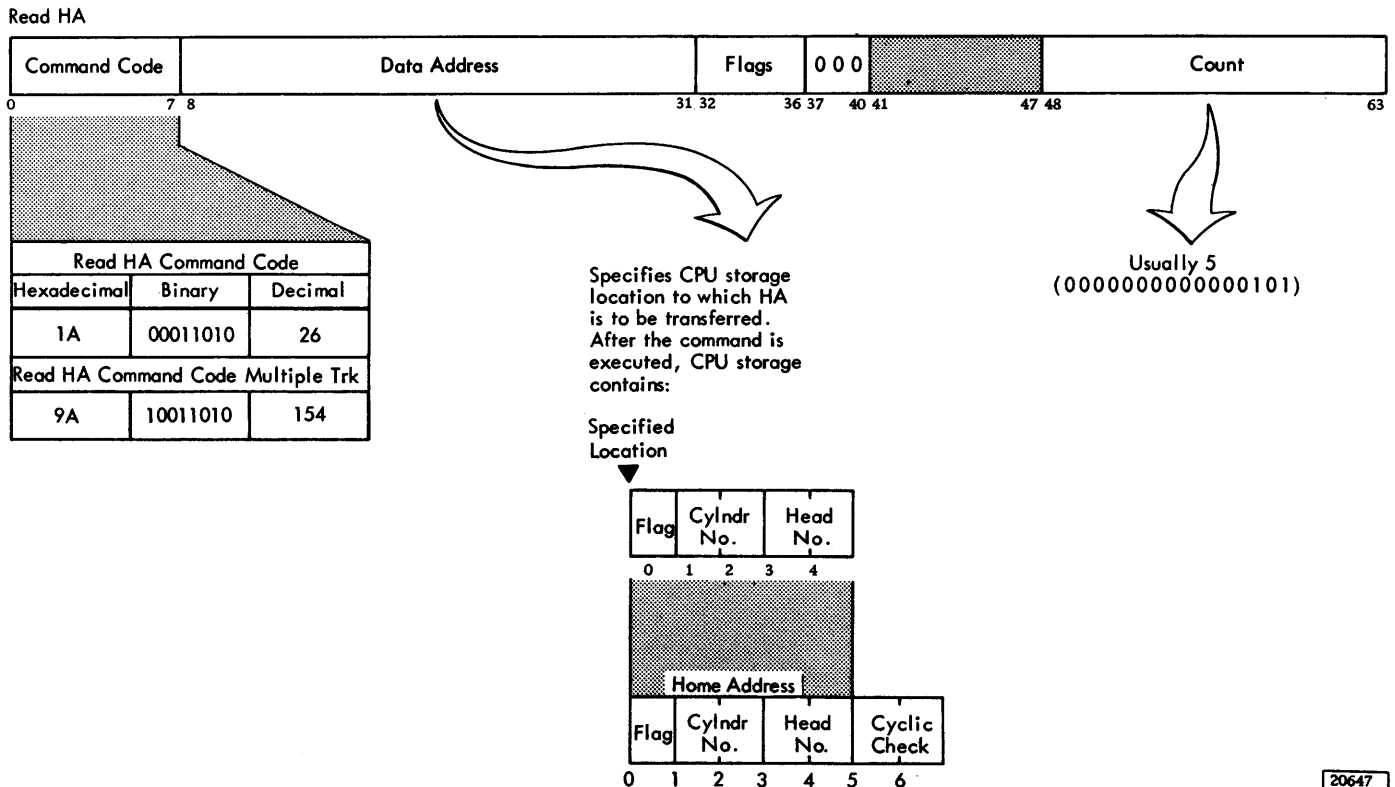 Read HA
Command Code Data Address Flags 0 0 0 Count
0 7 8 31 32 36 37 40 41 47 48 63
Read HA Command Code
Hexadecimal Binary Decimal
1A 00011010 26
Read HA Command Code Multiple Trk
9A 10011010 154
Specifies CPU storage
location to which HA
is to be transferred.
After the command is
executed, CPU storage
contains:
Usually 5
(0000000000000101)
Specified
Location
Flag Cylndr No. Head No.
0 1 2 3 4
Home Address
Flag Cylndr No. Head No. Cyclic Check
0 1 2 3 4 5 6
20647